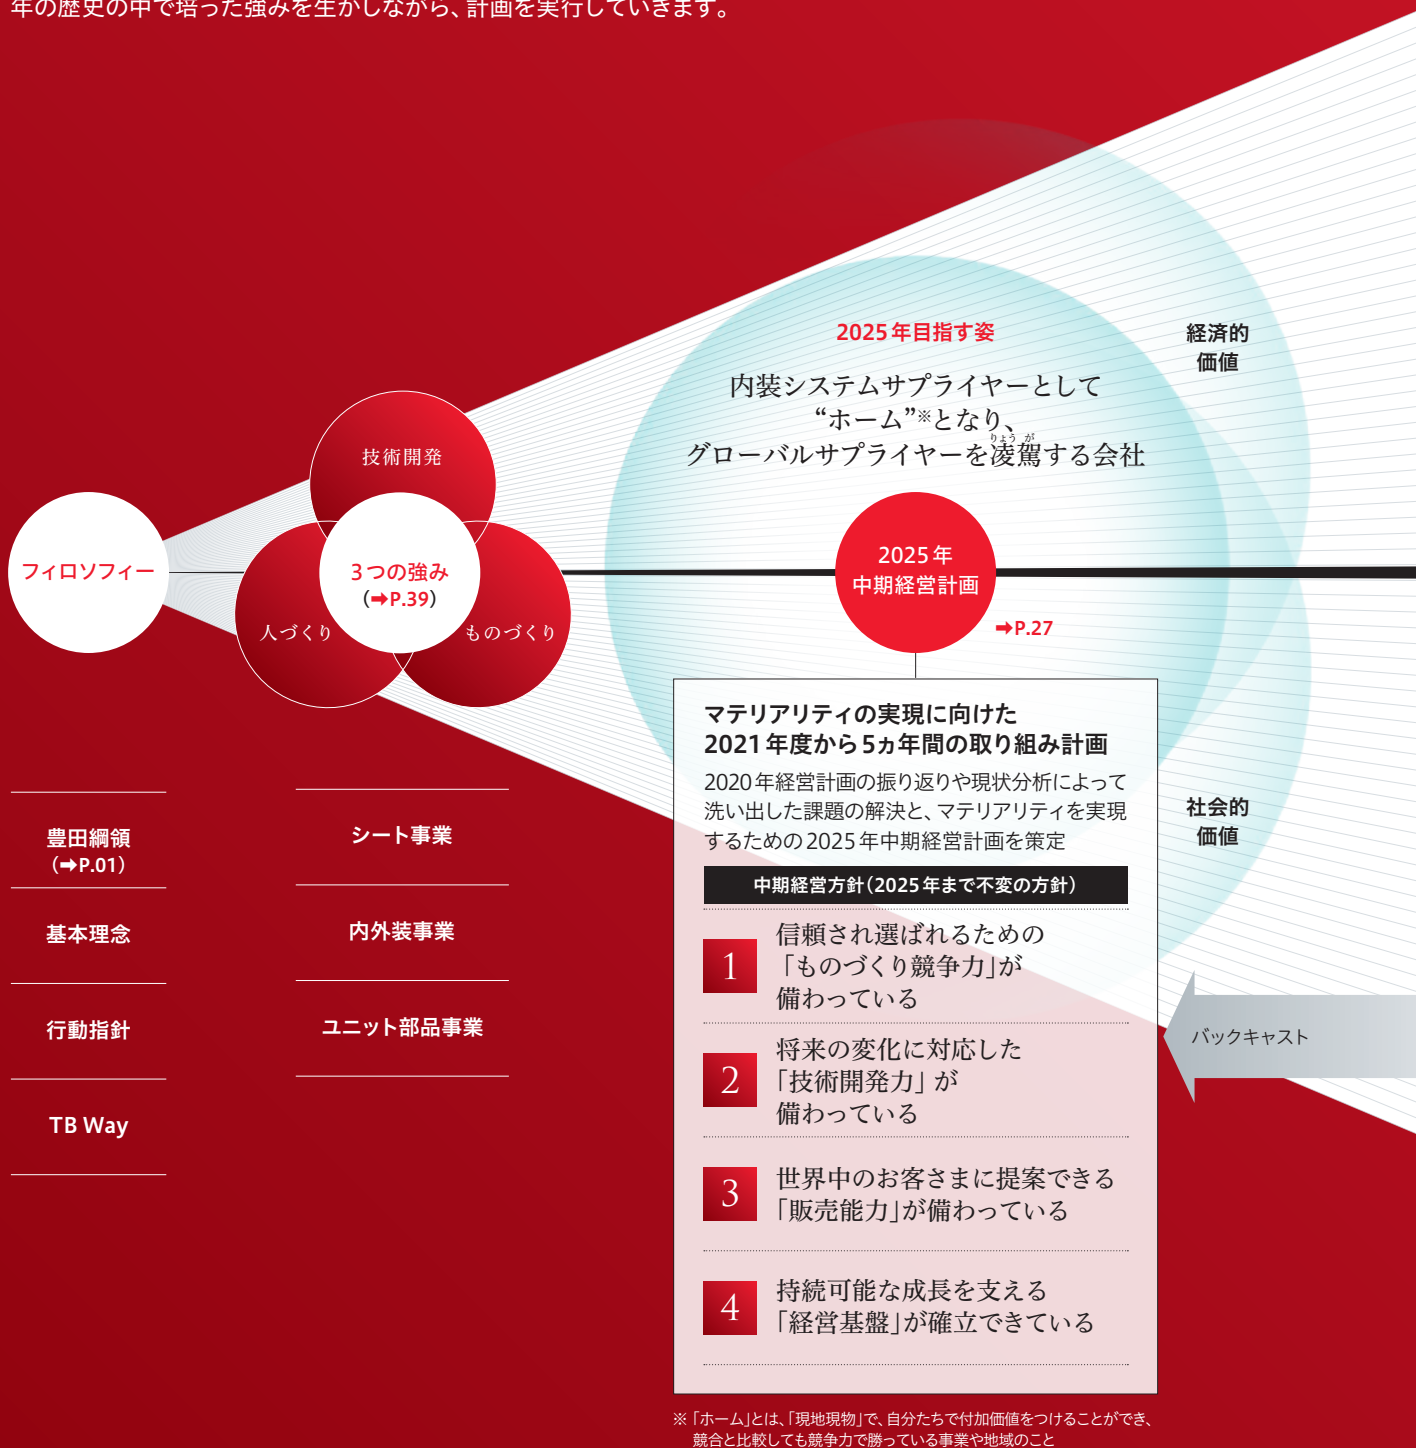 年の歴史の中で培った強みを生かしながら、計画を実行していきます。
フィロソフィー
技術開発
3つの強み
(➡P.39)
人づくり
ものづくり
2025年目指す姿
内装システムサプライヤーとして
“ホーム”※となり、
グローバルサプライヤーを凌駕する会社
りょう が
経済的
価値
2025年
中期経営計画
➡P.27
社会的
価値
豊田綱領
(➡P.01)
基本理念
行動指針
TB Way
シート事業
内外装事業
ユニット部品事業
マテリアリティの実現に向けた
2021年度から5ヵ年間の取り組み計画
2020年経営計画の振り返りや現状分析によって
洗い出した課題の解決と、マテリアリティを実現
するための2025年中期経営計画を策定
中期経営方針(2025年まで不変の方針)
1
信頼され選ばれるための
「ものづくり競争力」が
備わっている
2
将来の変化に対応した
「技術開発力」が
備わっている
3
世界中のお客さまに提案できる
「販売能力」が備わっている
4
持続可能な成長を支える
「経営基盤」が確立できている
バックキャスト
※「ホーム」とは、「現地現物」で、自分たちで付加価値をつけることができ、
競合と比較しても競争力で勝っている事業や地域のこと